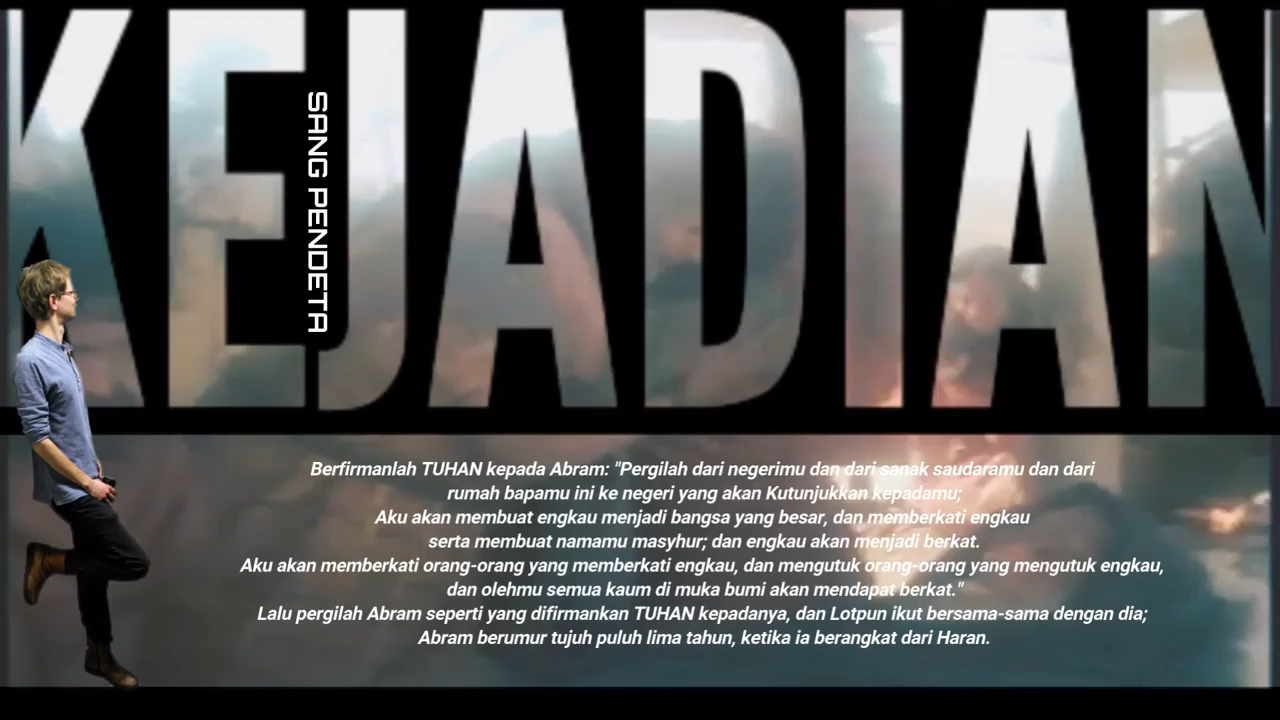 KEJADIAN
SANG PENDETA
Berfirmanlah TUHAN kepada Abram: "Pergilah dari negerimu dan dari sanak saudaramu dan dari
rumah bapamu ini ke negeri yang akan Kutunjukkan kepadamu;
Aku akan membuat engkau menjadi bangsa yang besar, dan memberkati engkau
serta membuat namamu masyhur; dan engkau akan menjadi berkat.
Aku akan memberkati orang-orang yang memberkati engkau, dan mengutuk orang-orang yang mengutuk engkau,
dan olehmu semua kaum di muka bumi akan mendapat berkat."
Lalu pergilah Abram seperti yang difirmankan TUHAN kepadanya, dan Lotpun ikut bersama-sama dengan dia;
Abram berumur tujuh puluh lima tahun, ketika ia berangkat dari Haran.